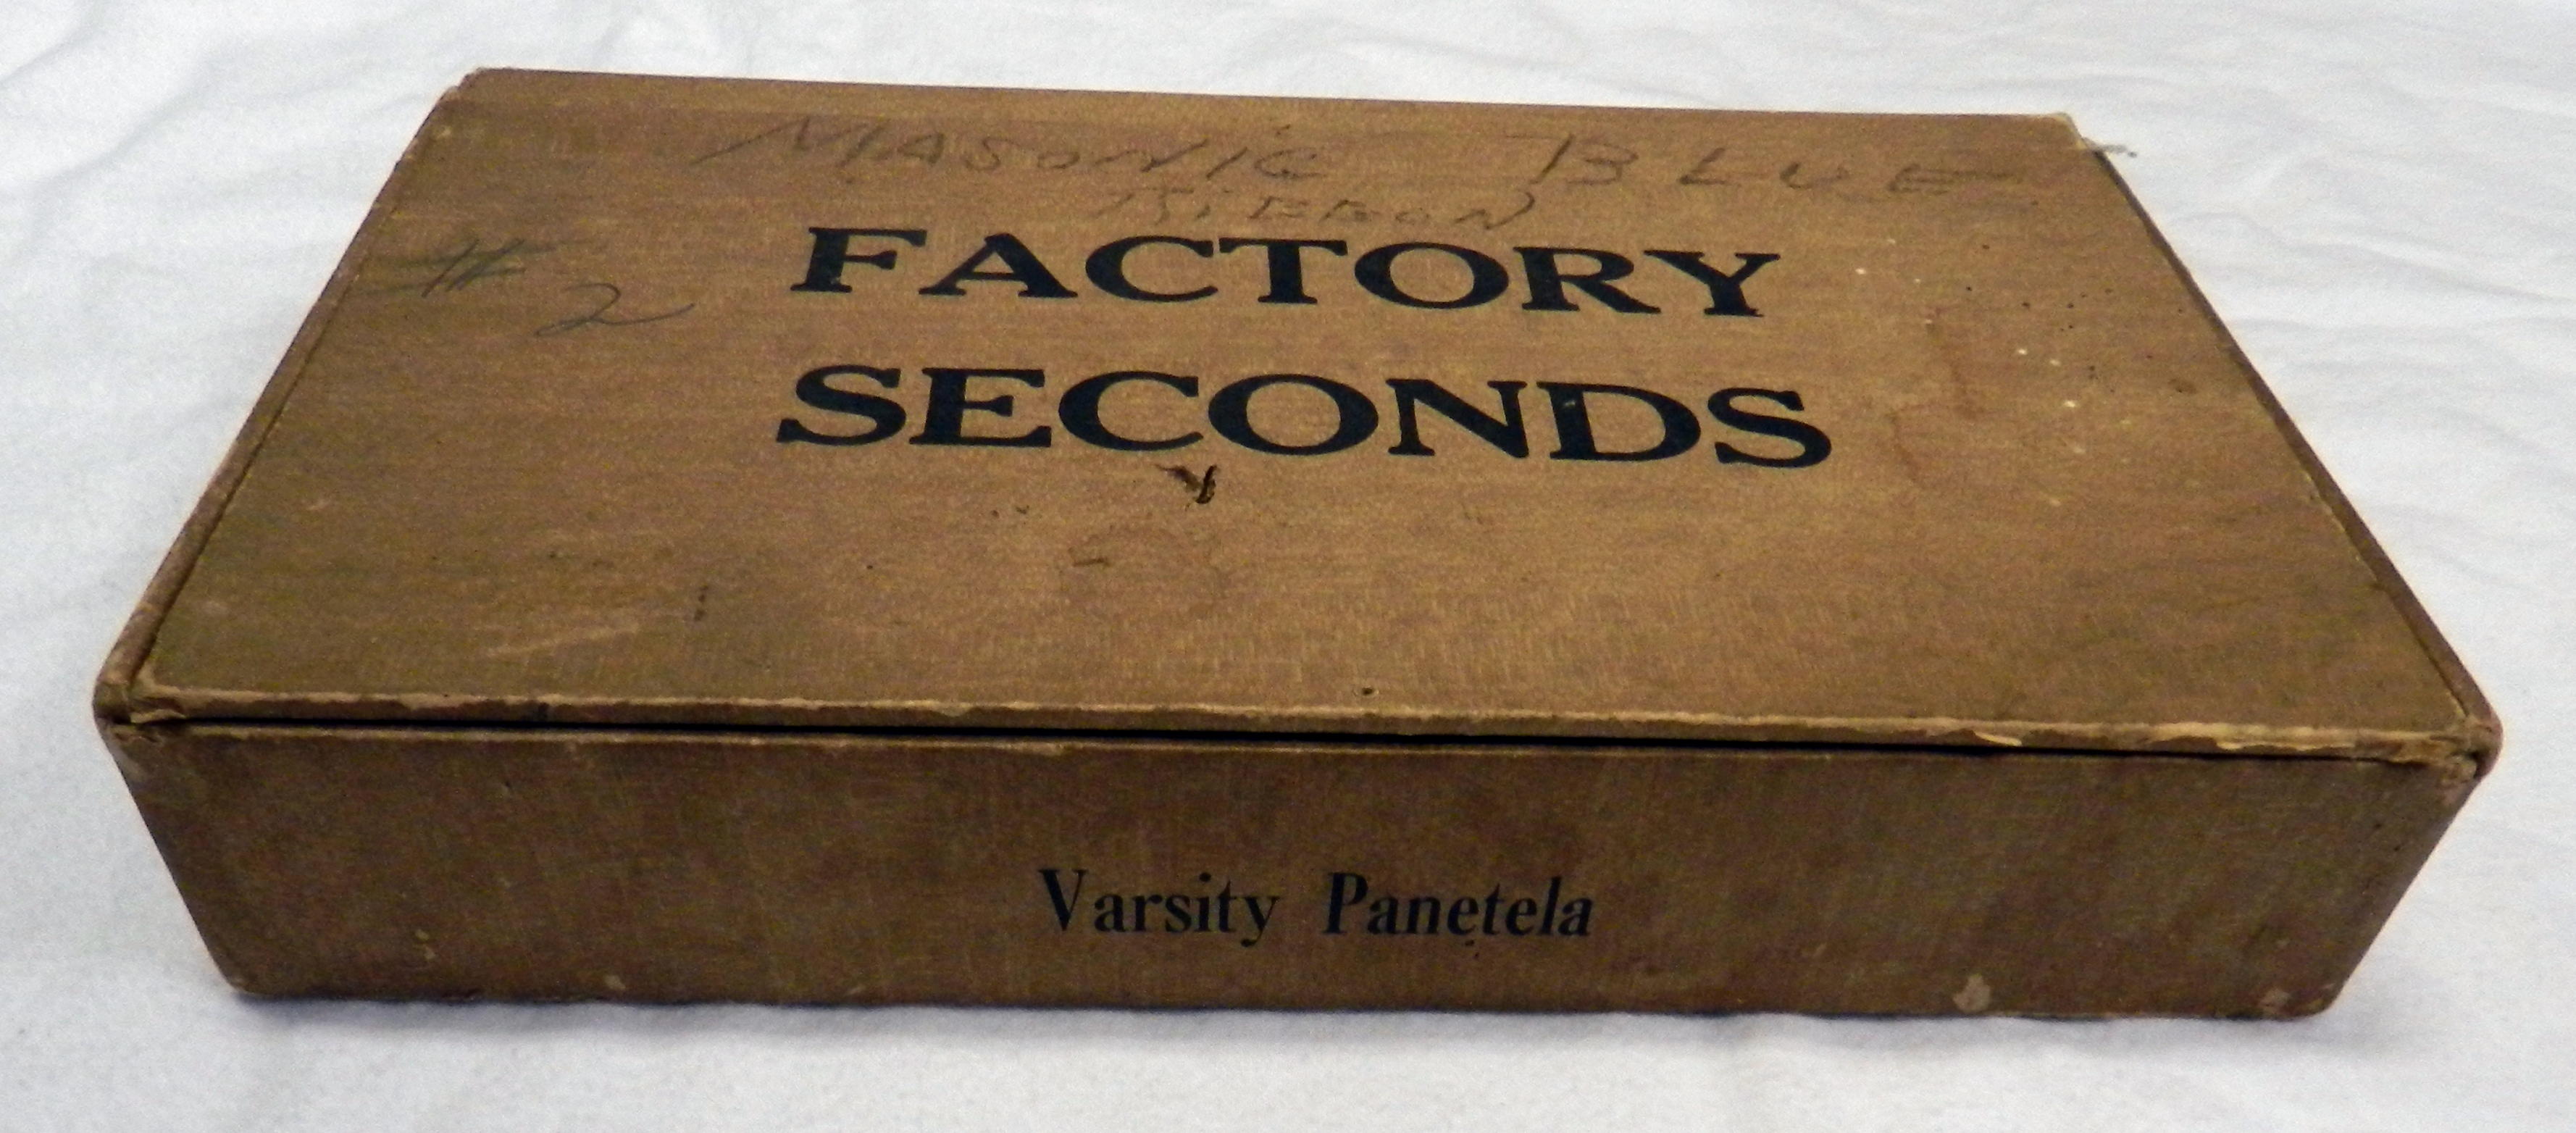 MASONIC BLUE
RIBBON
# 2
FACTORY
SECONDS
Varsity Panetela